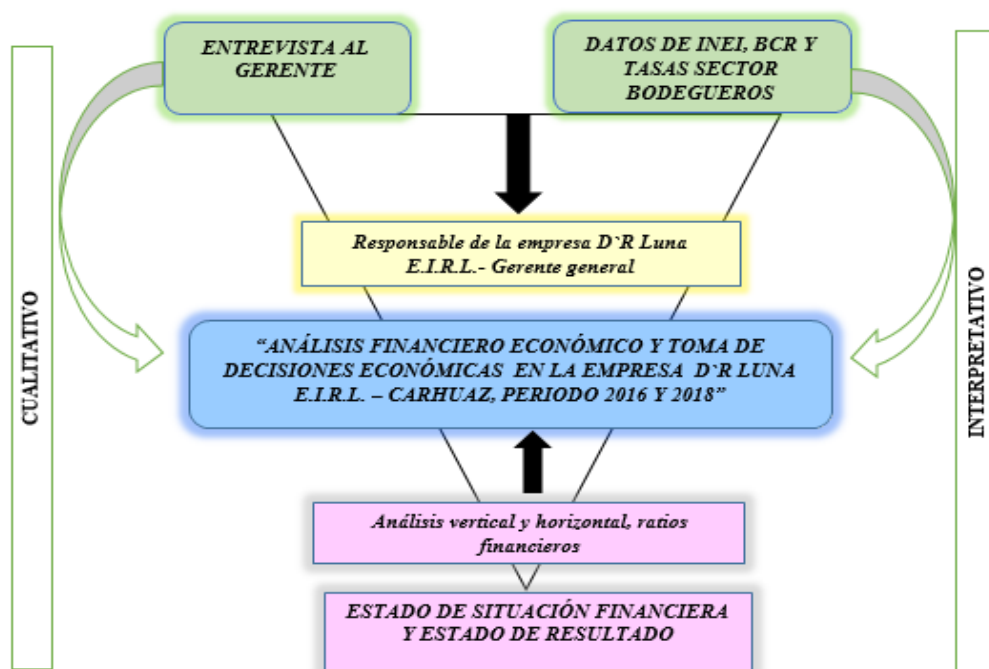 ENTREVISTA AL
GERENTE
DATOS DE INEI, BCR Y
TASAS SECTOR
BODEGUEROS
CUALITATIVO
INTERPRETATIVO
Responsable de la empresa D`R Luna
E.I.R.L.- Gerente general
“ANÁLISIS FINANCIERO ECONÓMICO Y TOMA DE
DECISIONES ECONÓMICAS EN LA EMPRESA D`R LUNA
E.I.R.L. – CARHUAZ, PERIODO 2016 Y 2018”
Análisis vertical y horizontal, ratios
financieros
ESTADO DE SITUACIÓN FINANCIERA
Y ESTADO DE RESULTADO